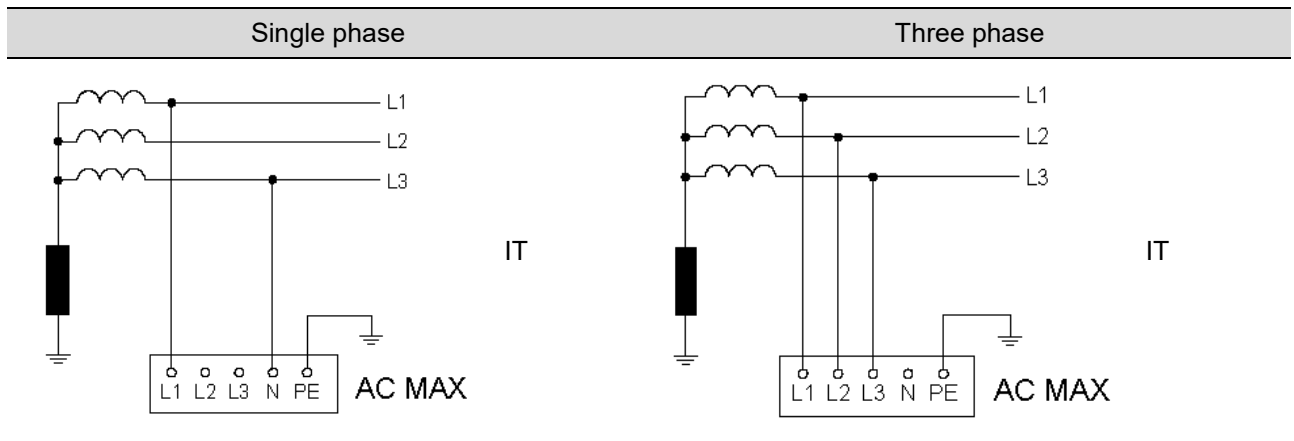 Single phase Three phase
L1 L1
L2 L2
L3 L3
IT IT
L1 L2 L3 N PE AC MAX L1 L2 L3 N PE AC MAX